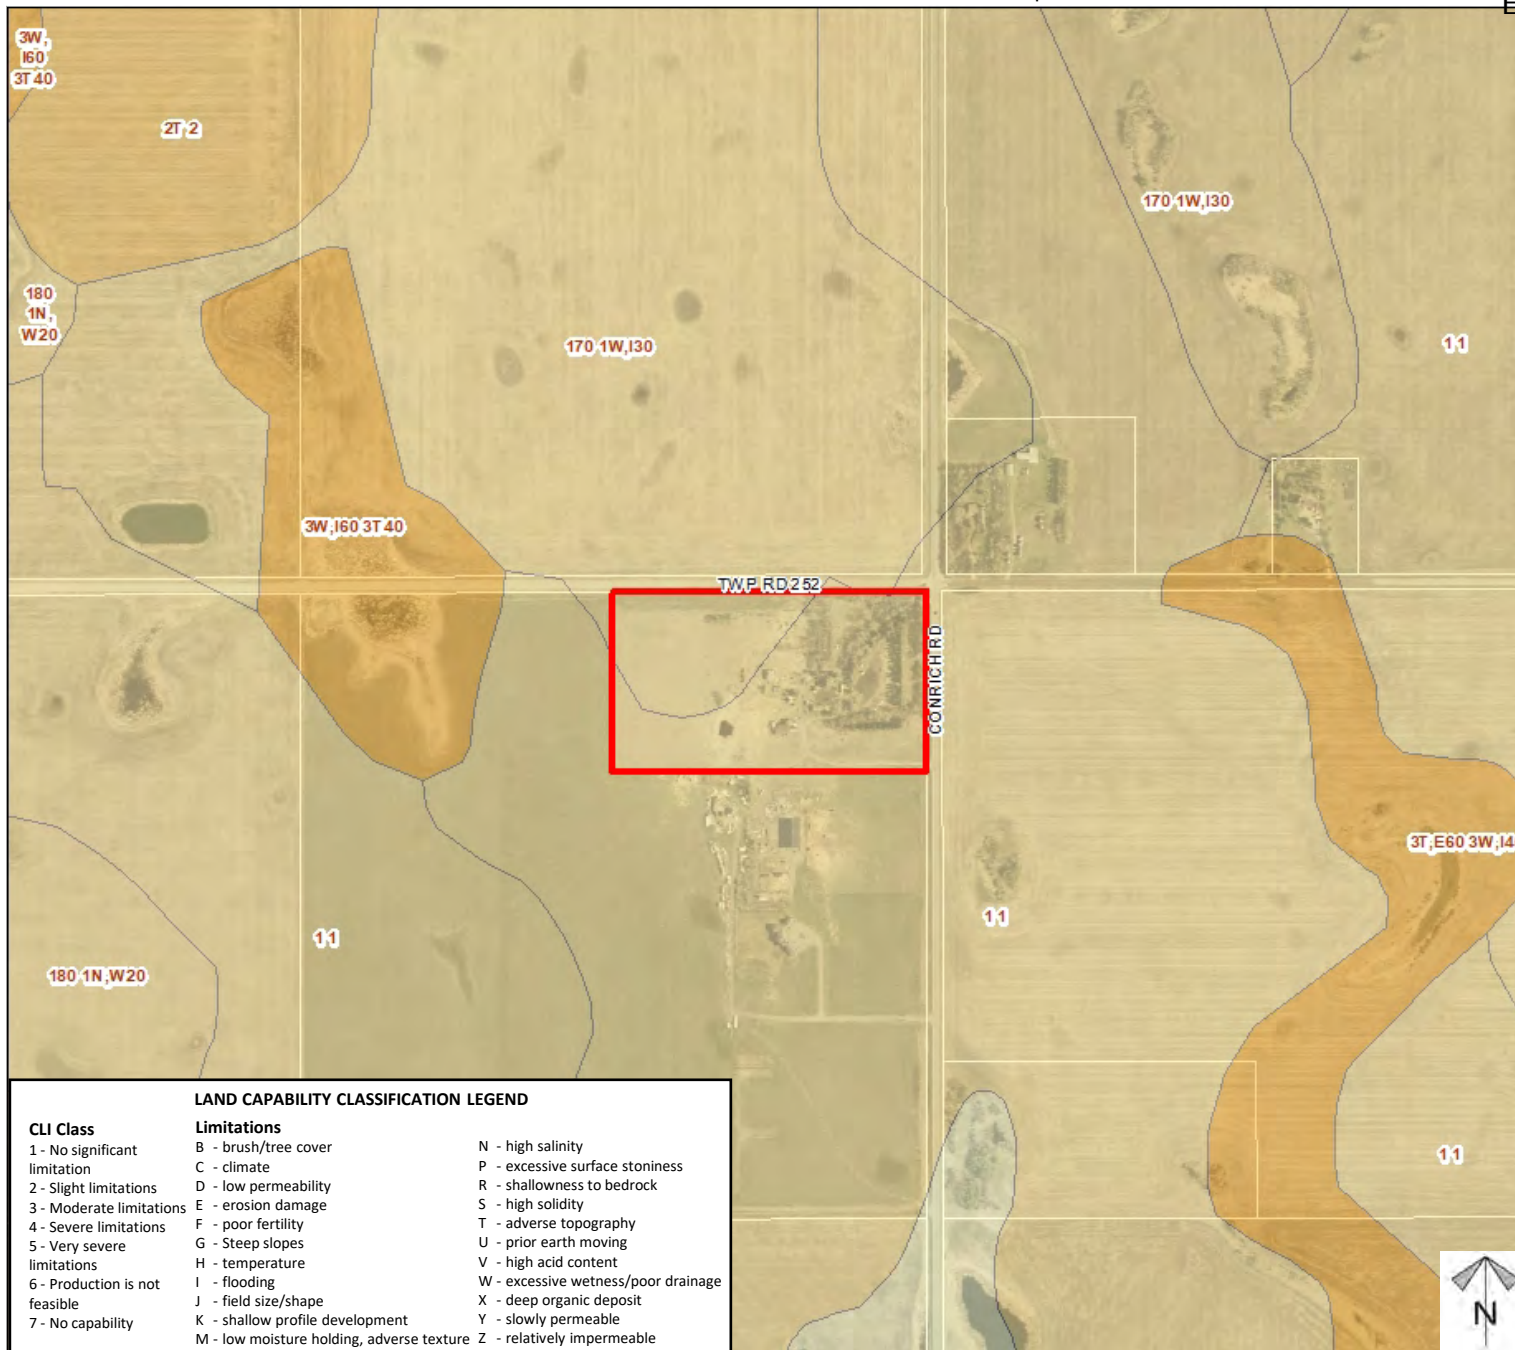 3W,
I60
3T 40
2T 2
170 1W,I30
180
1N,
W20
170 1W,I30
1 1
3W,I60 3T 40
TWP RD 252
CONRICH RD
3T,E60 3W,I4
1 1
1 1
180 1N,W20
1 1
LAND CAPABILITY CLASSIFICATION LEGEND
CLI Class
1 - No significant
limitation
2 - Slight limitations
3 - Moderate limitations
4 - Severe limitations
5 - Very severe
limitations
6 - Production is not
feasible
7 - No capability
Limitations
B - brush/tree cover
C - climate
D - low permeability
E - erosion damage
F - poor fertility
G - Steep slopes
H - temperature
I - flooding
J - field size/shape
K - shallow profile development
M - low moisture holding, adverse texture
N - high salinity
P - excessive surface stoniness
R - shallowness to bedrock
S - high solidity
T - adverse topography
U - prior earth moving
V - high acid content
W - excessive wetness/poor drainage
X - deep organic deposit
Y - slowly permeable
Z - relatively impermeable
N